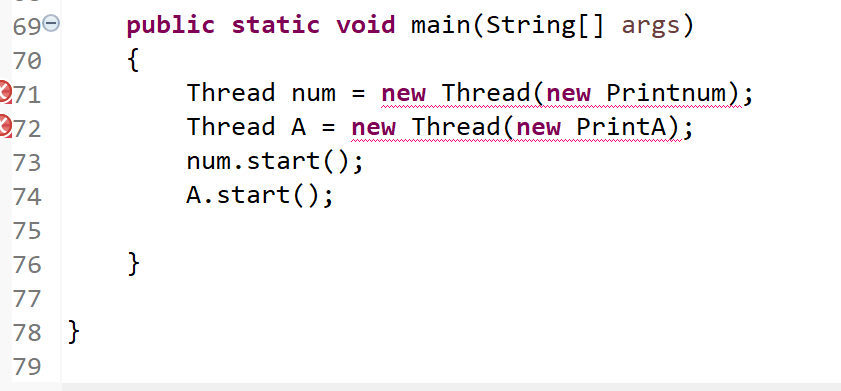 69 public static void main(String[] args)
70 {
71 Thread num = new Thread(new Printnum);
72 Thread A = new Thread(new PrintA);
73 num.start();
74 A.start();
75
76 }
77
78 }
79